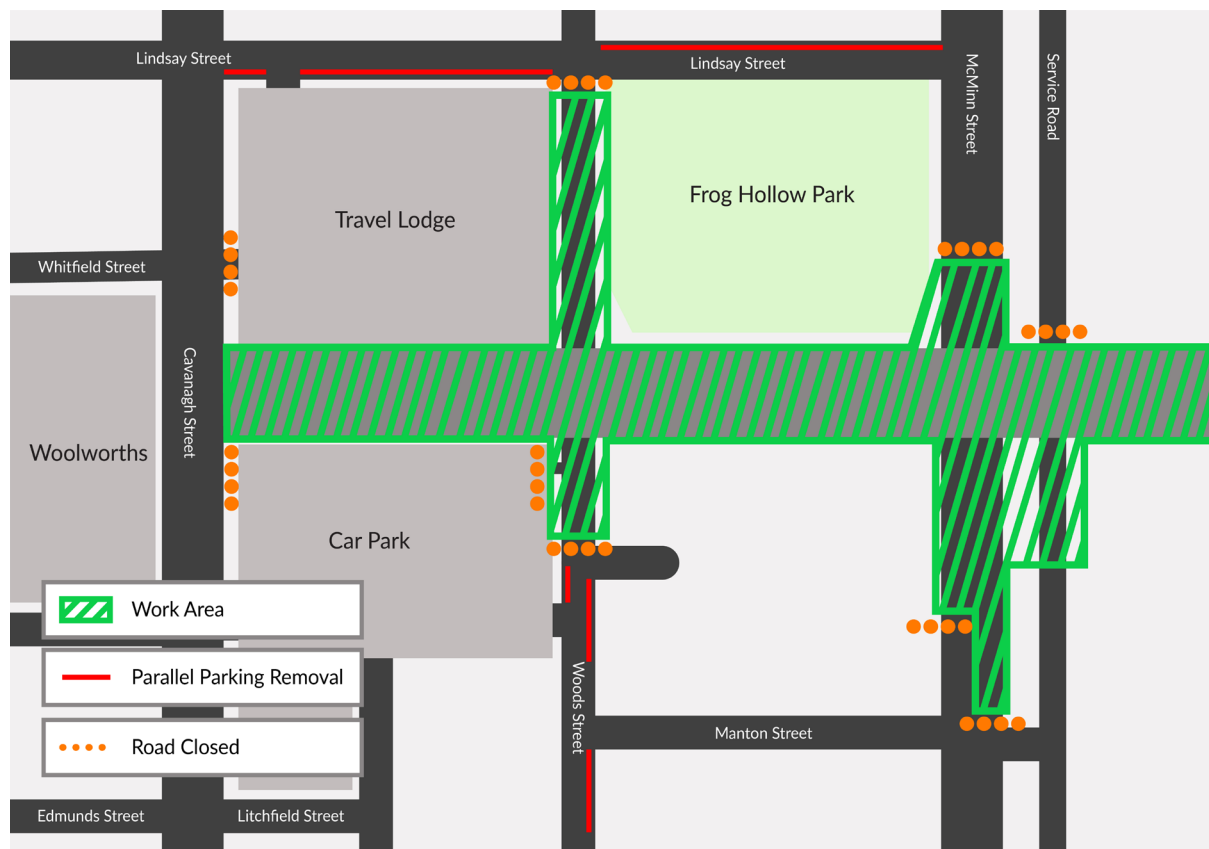 Lindsay Street
Lindsay Street
McMinn Street
Service Road
Frog Hollow Park
Travel Lodge
Whitfield Street
Cavanagh Street
Woolworths
Car Park
Work Area
Parallel Parking Removal
Woods Street
Manton Street
Road Closed
Edmunds Street
Litchfield Street